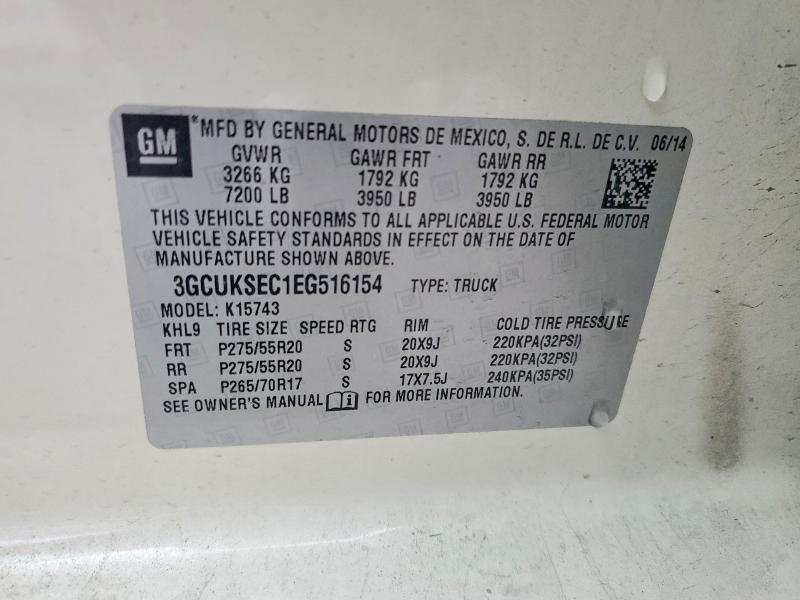 GM
*MFD BY GENERAL MOTORS DE MEXICO, S. DE R.L. DE C.V. 06/14
GVWR GAWR FRT GAWR RR
3266 KG 1792 KG 1792 KG
7200 LB 3950 LB 3950 LB
THIS VEHICLE CONFORMS TO ALL APPLICABLE U.S. FEDERAL MOTOR
VEHICLE SAFETY STANDARDS IN EFFECT ON THE DATE OF
MANUFACTURE SHOWN ABOVE.
3GCUKSEC1EG516154 TYPE: TRUCK
MODEL: K15743
KHL9 TIRE SIZE SPEED RTG RIM COLD TIRE PRESSURE
FRT P275/55R20 S 20X9J 220KPA(32PSI)
RR P275/55R20 S 20X9J 220KPA(32PSI)
SPA P265/70R17 S 17X7.5J 240KPA(35PSI)
SEE OWNER'S MANUAL i FOR MORE INFORMATION.